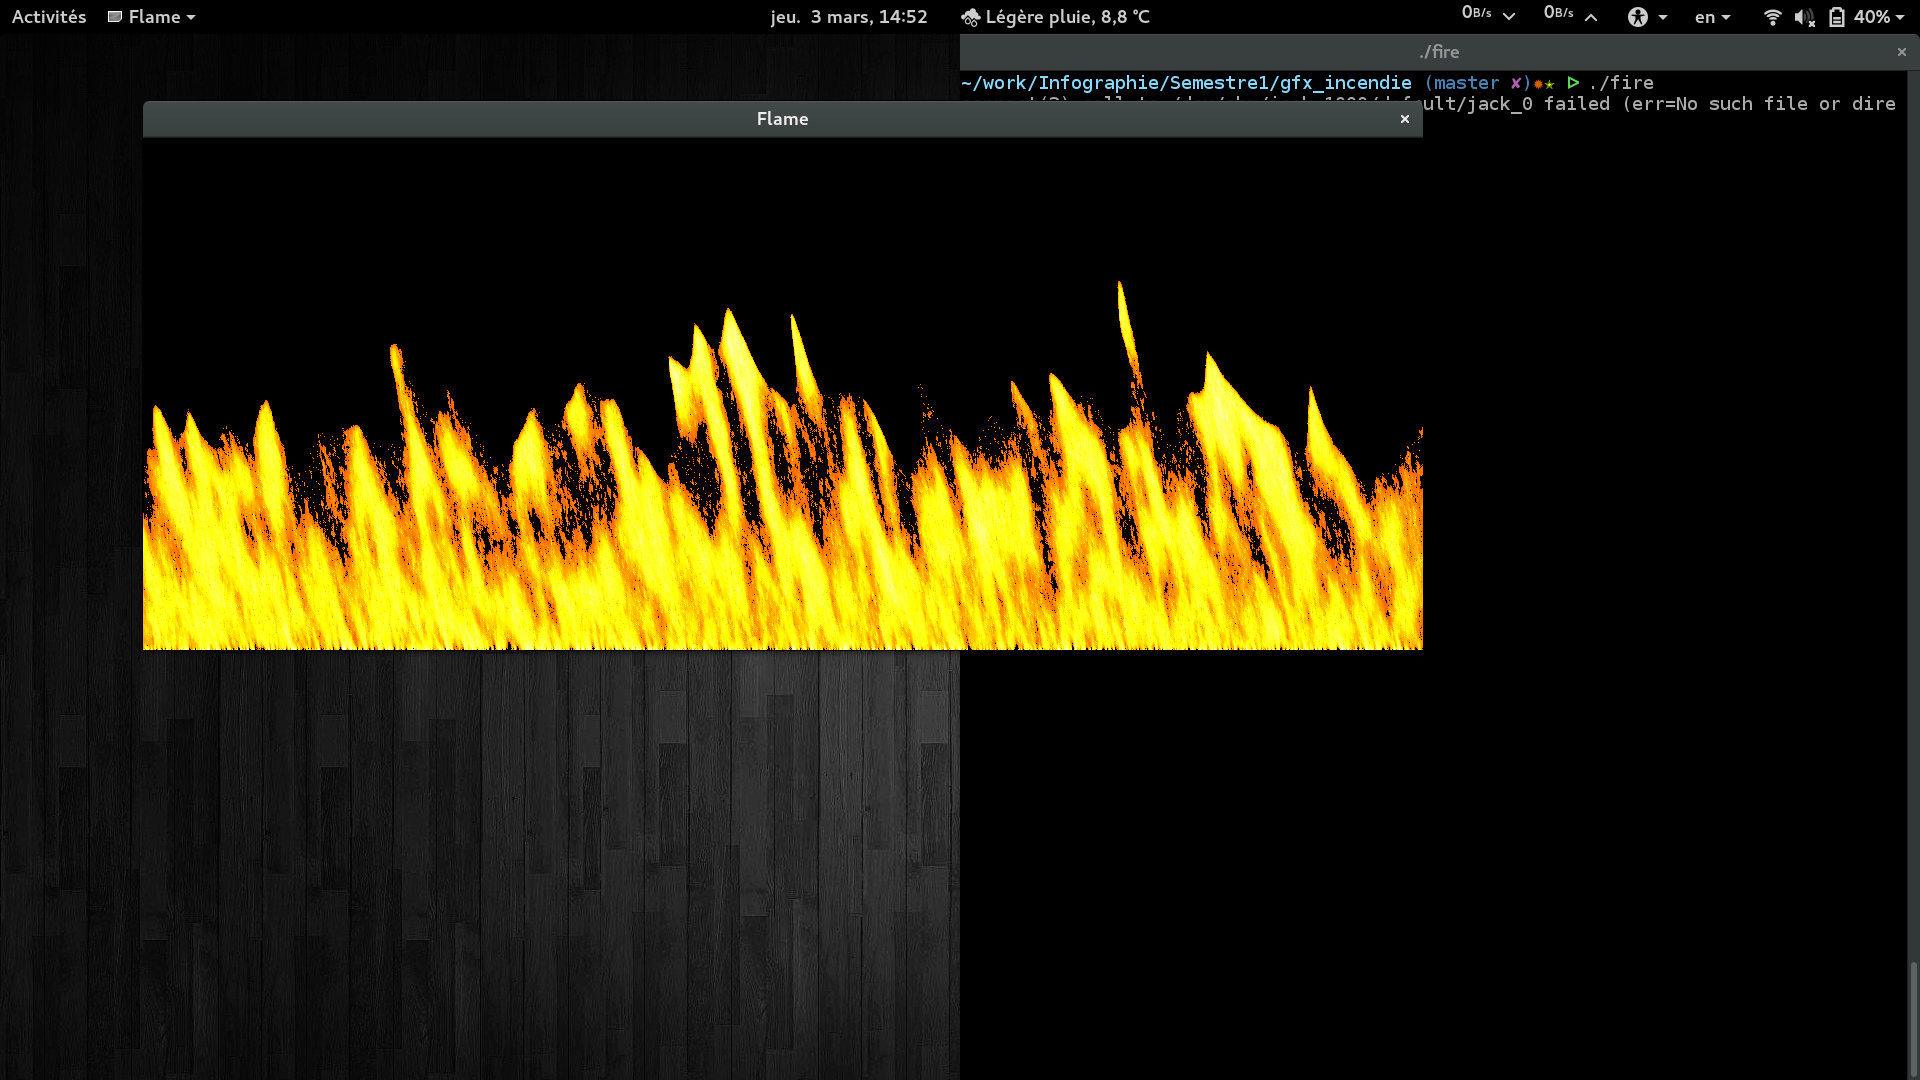 Activités Flame jeu. 3 mars, 14:52 Légère pluie, 8,8 °C 0B/s 0B/s en 40%
./fire
~/work/Infographie/Semestre1/gfx_incendie (master ✘)✹★ ᐅ ./fire
ult/jack_0 failed (err=No such file or dire
Flame